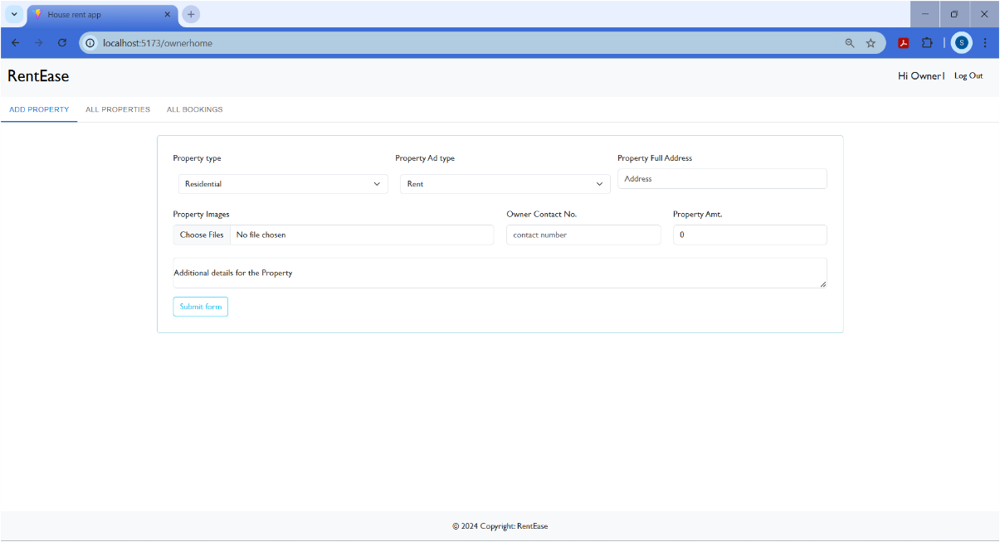 House rent app
localhost:5173/ownerhome
S
RentEase
Hi Owner1 Log Out
ADD PROPERTY ALL PROPERTIES ALL BOOKINGS
Property type Property Ad type Property Full Address
Residential Rent Address
Property Images Owner Contact No. Property Amt.
Choose Files No file chosen contact number 0
Additional details for the Property
Submit form
© 2024 Copyright: RentEase